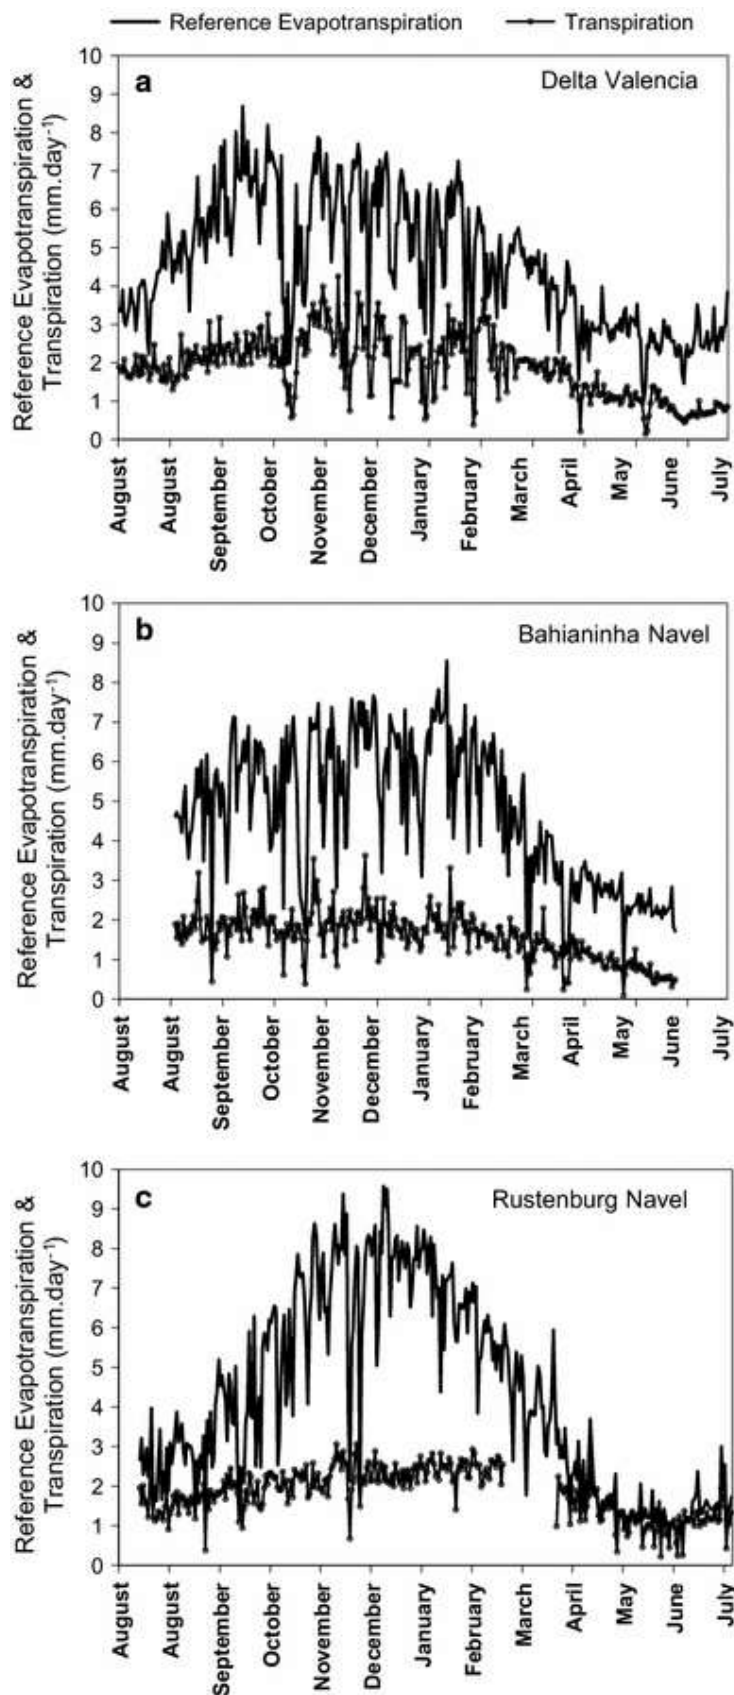 Reference Evapotranspiration Transpiration
a Delta Valencia
Reference Evapotranspiration &
Transpiration (mm.day⁻¹)
10
9
8
7
6
5
4
3
2
1
0
August August September October November December January February March April May June July
b Bahianinha Navel
Reference Evapotranspiration &
Transpiration (mm.day⁻¹)
10
9
8
7
6
5
4
3
2
1
0
August August September October November December January February March April May June July
c Rustenburg Navel
Reference Evapotranspiration &
Transpiration (mm.day⁻¹)
10
9
8
7
6
5
4
3
2
1
0
August August September October November December January February March April May June July